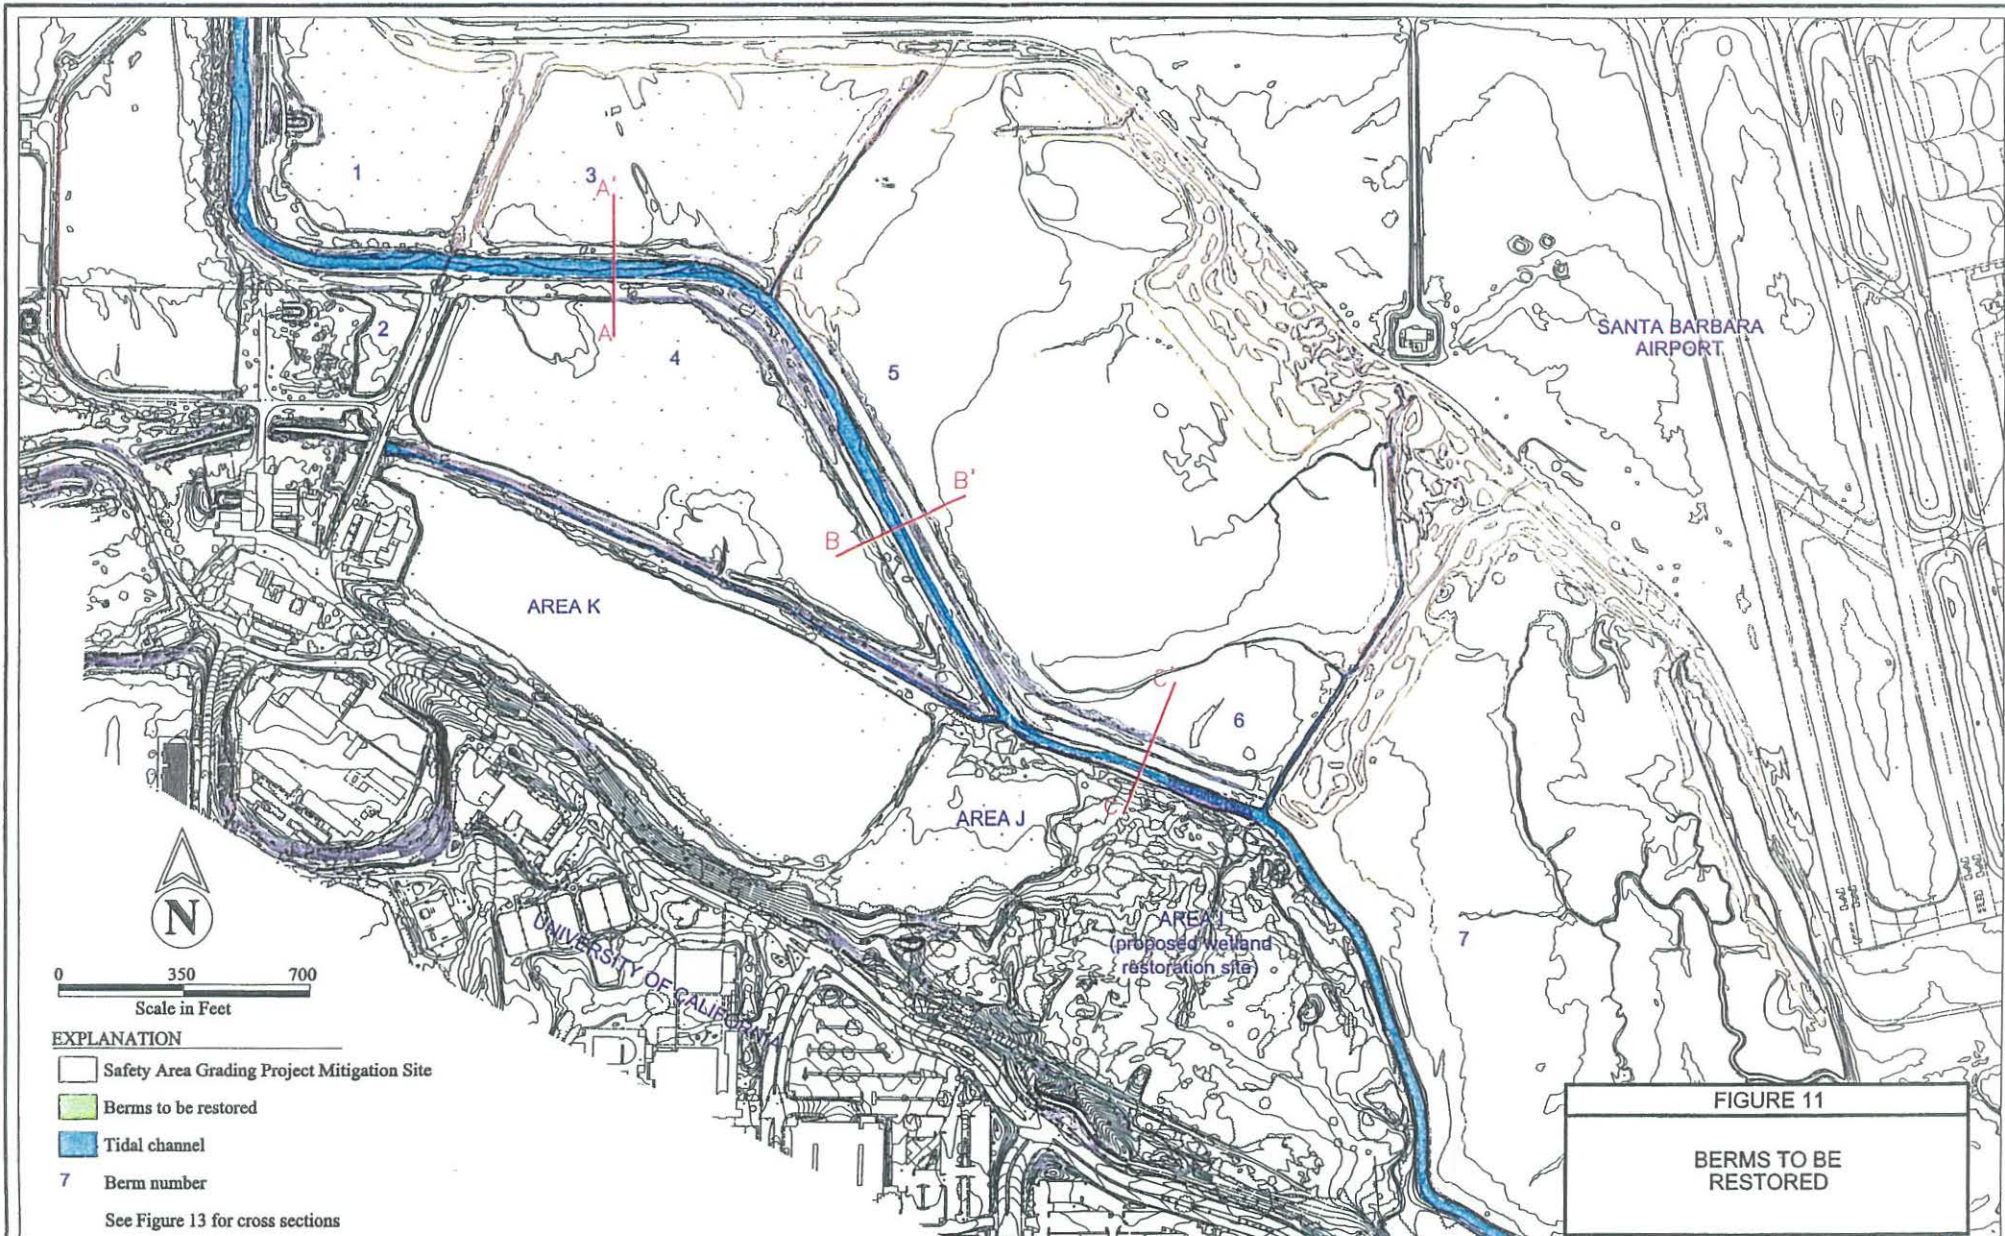 1
3
A'
2
A
4
5
SANTA BARBARA
AIRPORT
B'
B
AREA K
C'
6
C
AREA J
AREA I
(proposed wetland
restoration site)
7
UNIVERSITY OF CALIFORNIA
N
0 350 700
Scale in Feet
EXPLANATION
Safety Area Grading Project Mitigation Site
Berms to be restored
Tidal channel
7 Berm number
See Figure 13 for cross sections
FIGURE 11
BERMS TO BE
RESTORED